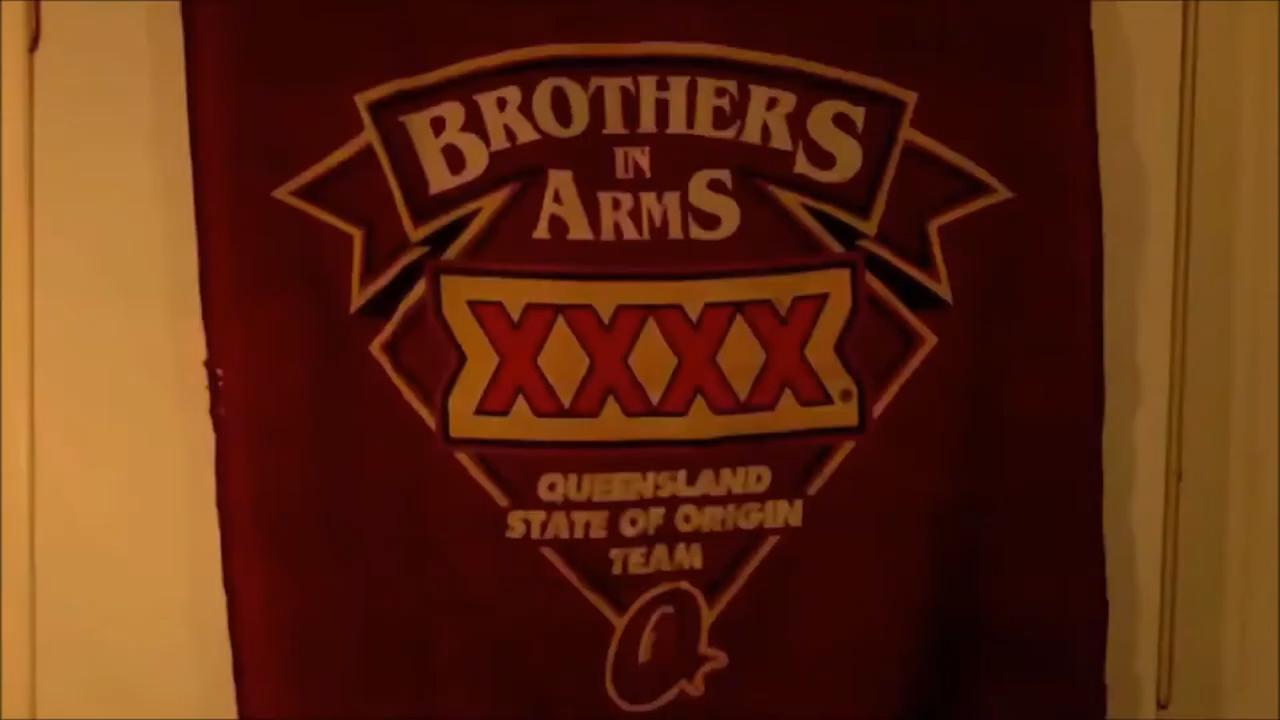 BROTHERS
IN
ARMS
XXXX
QUEENSLAND
STATE OF ORIGIN
TEAM
Q